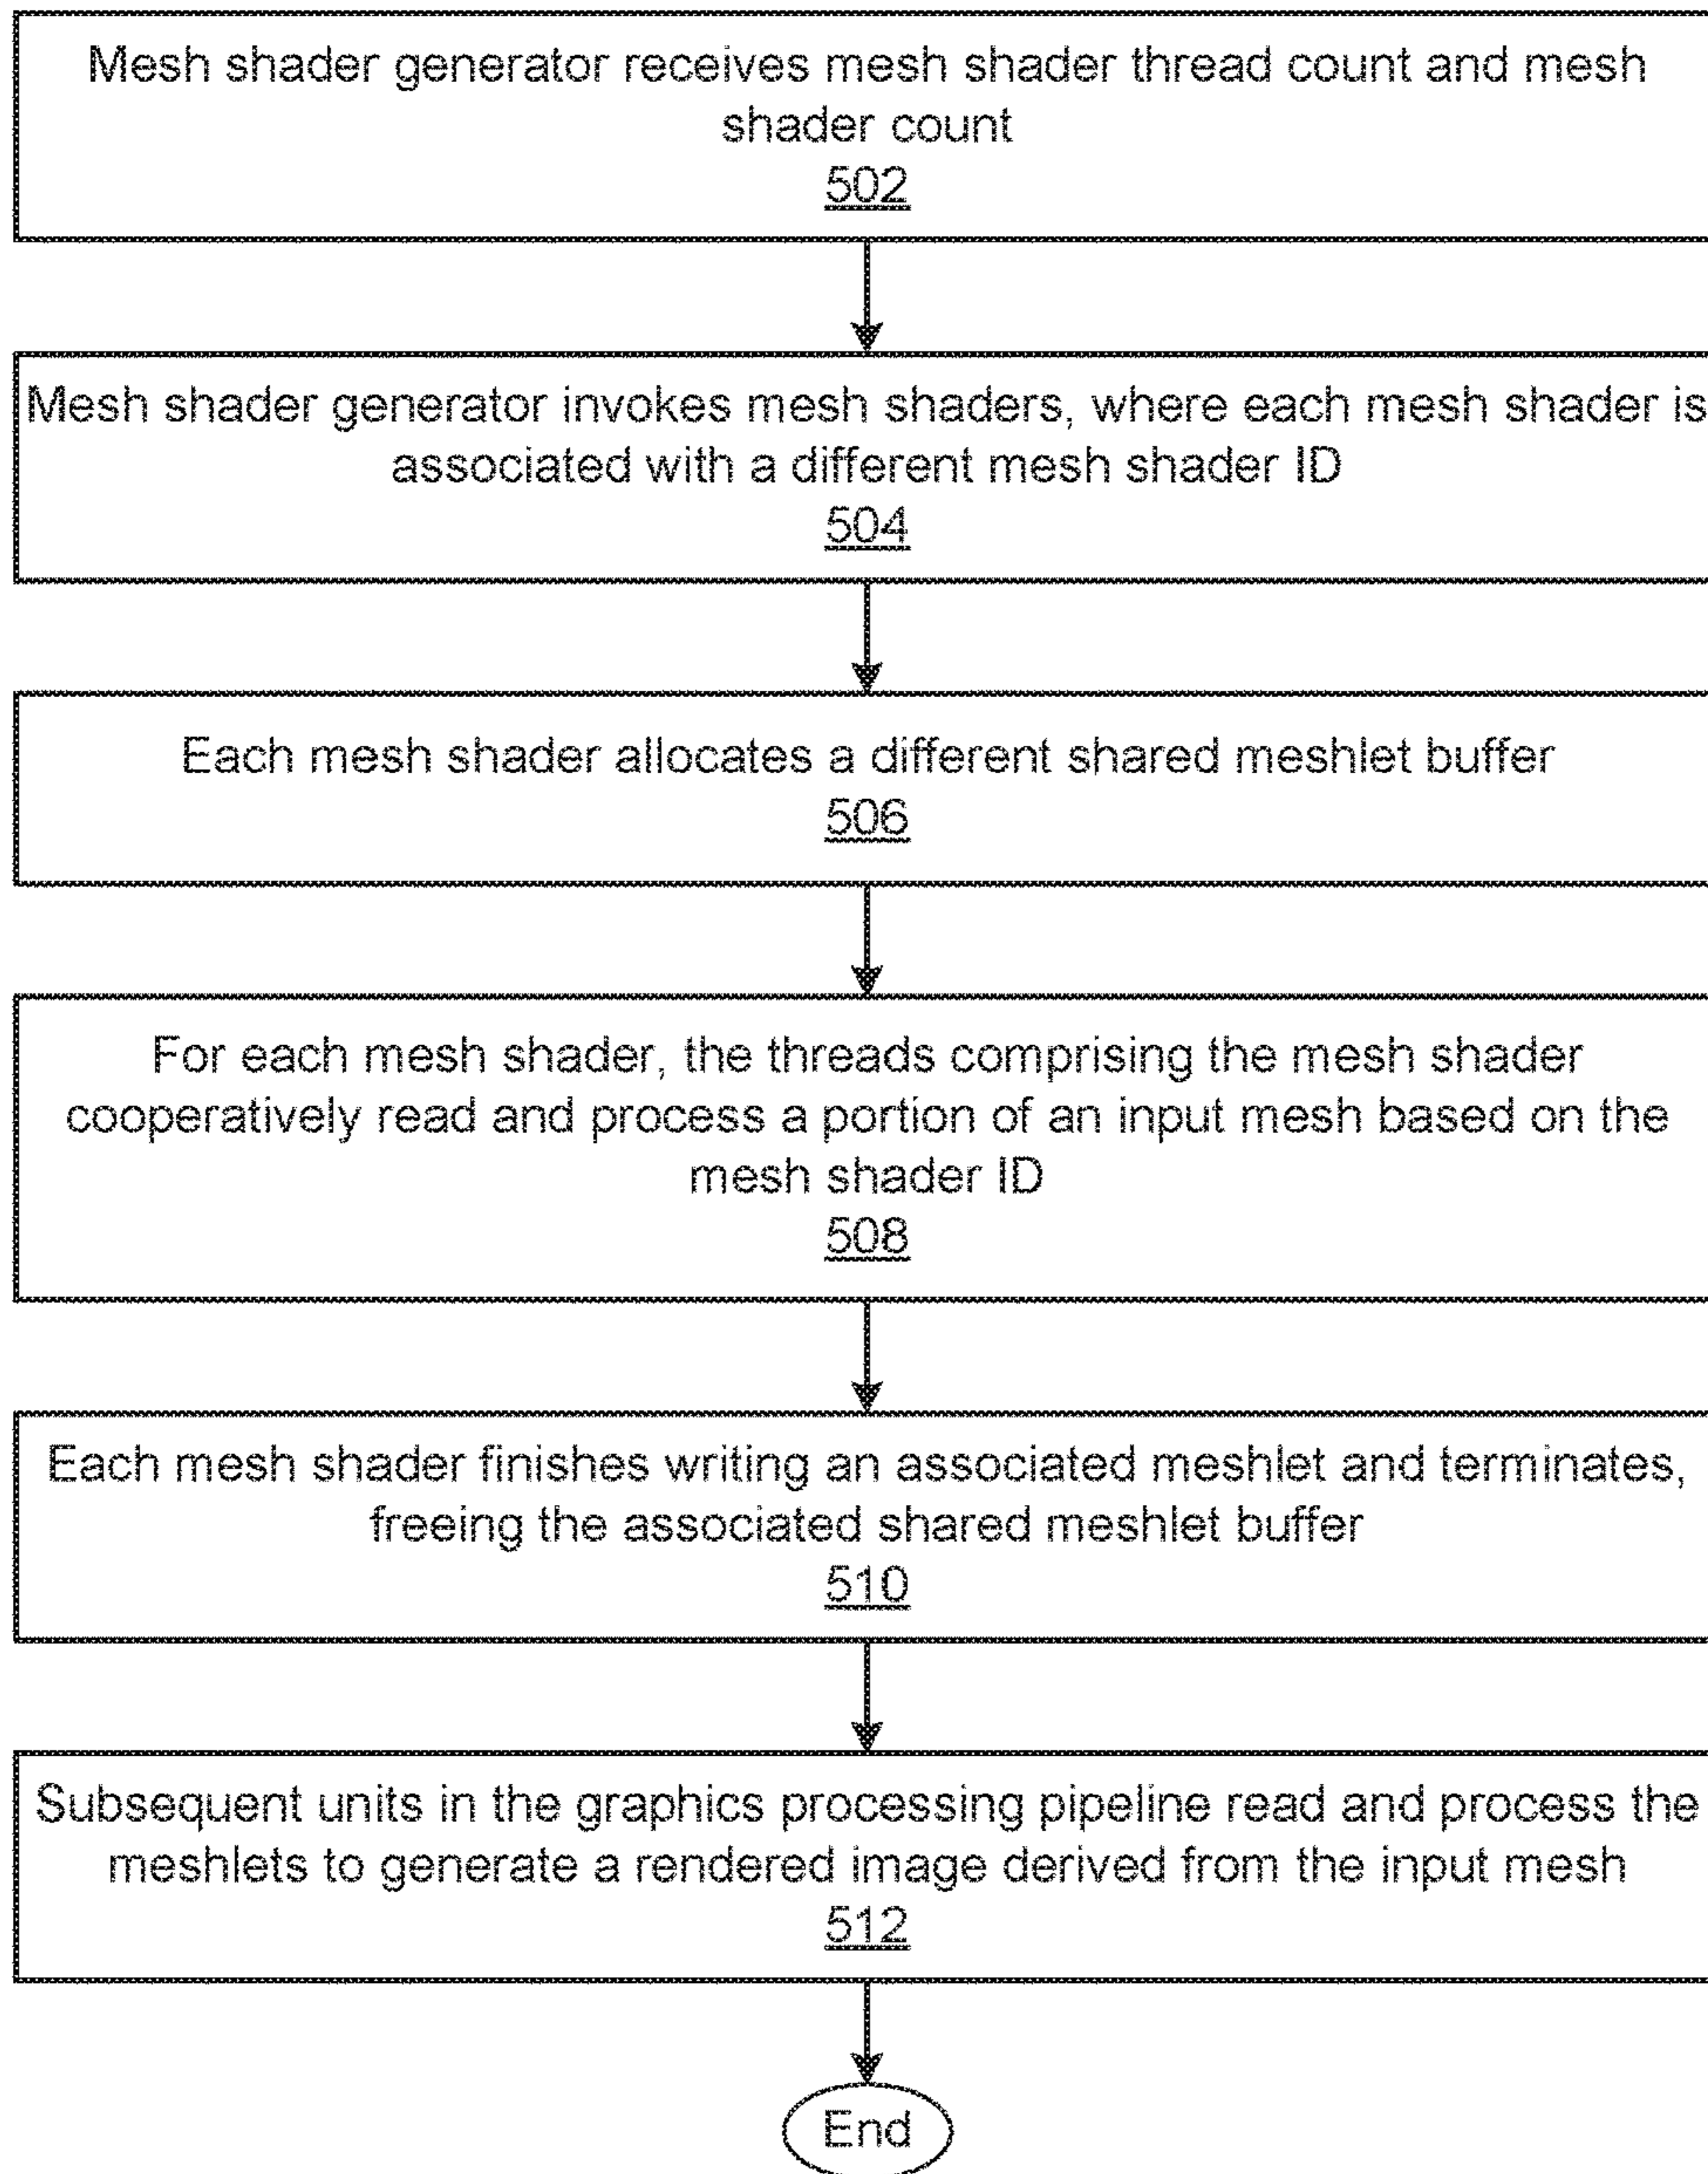 Mesh shader generator receives mesh shader thread count and mesh
shader count
502
Mesh shader generator invokes mesh shaders, where each mesh shader is
associated with a different mesh shader ID
504
Each mesh shader allocates a different shared meshlet buffer
506
For each mesh shader, the threads comprising the mesh shader
cooperatively read and process a portion of an input mesh based on the
mesh shader ID
508
Each mesh shader finishes writing an associated meshlet and terminates,
freeing the associated shared meshlet buffer
510
Subsequent units in the graphics processing pipeline read and process the
meshlets to generate a rendered image derived from the input mesh
512
End